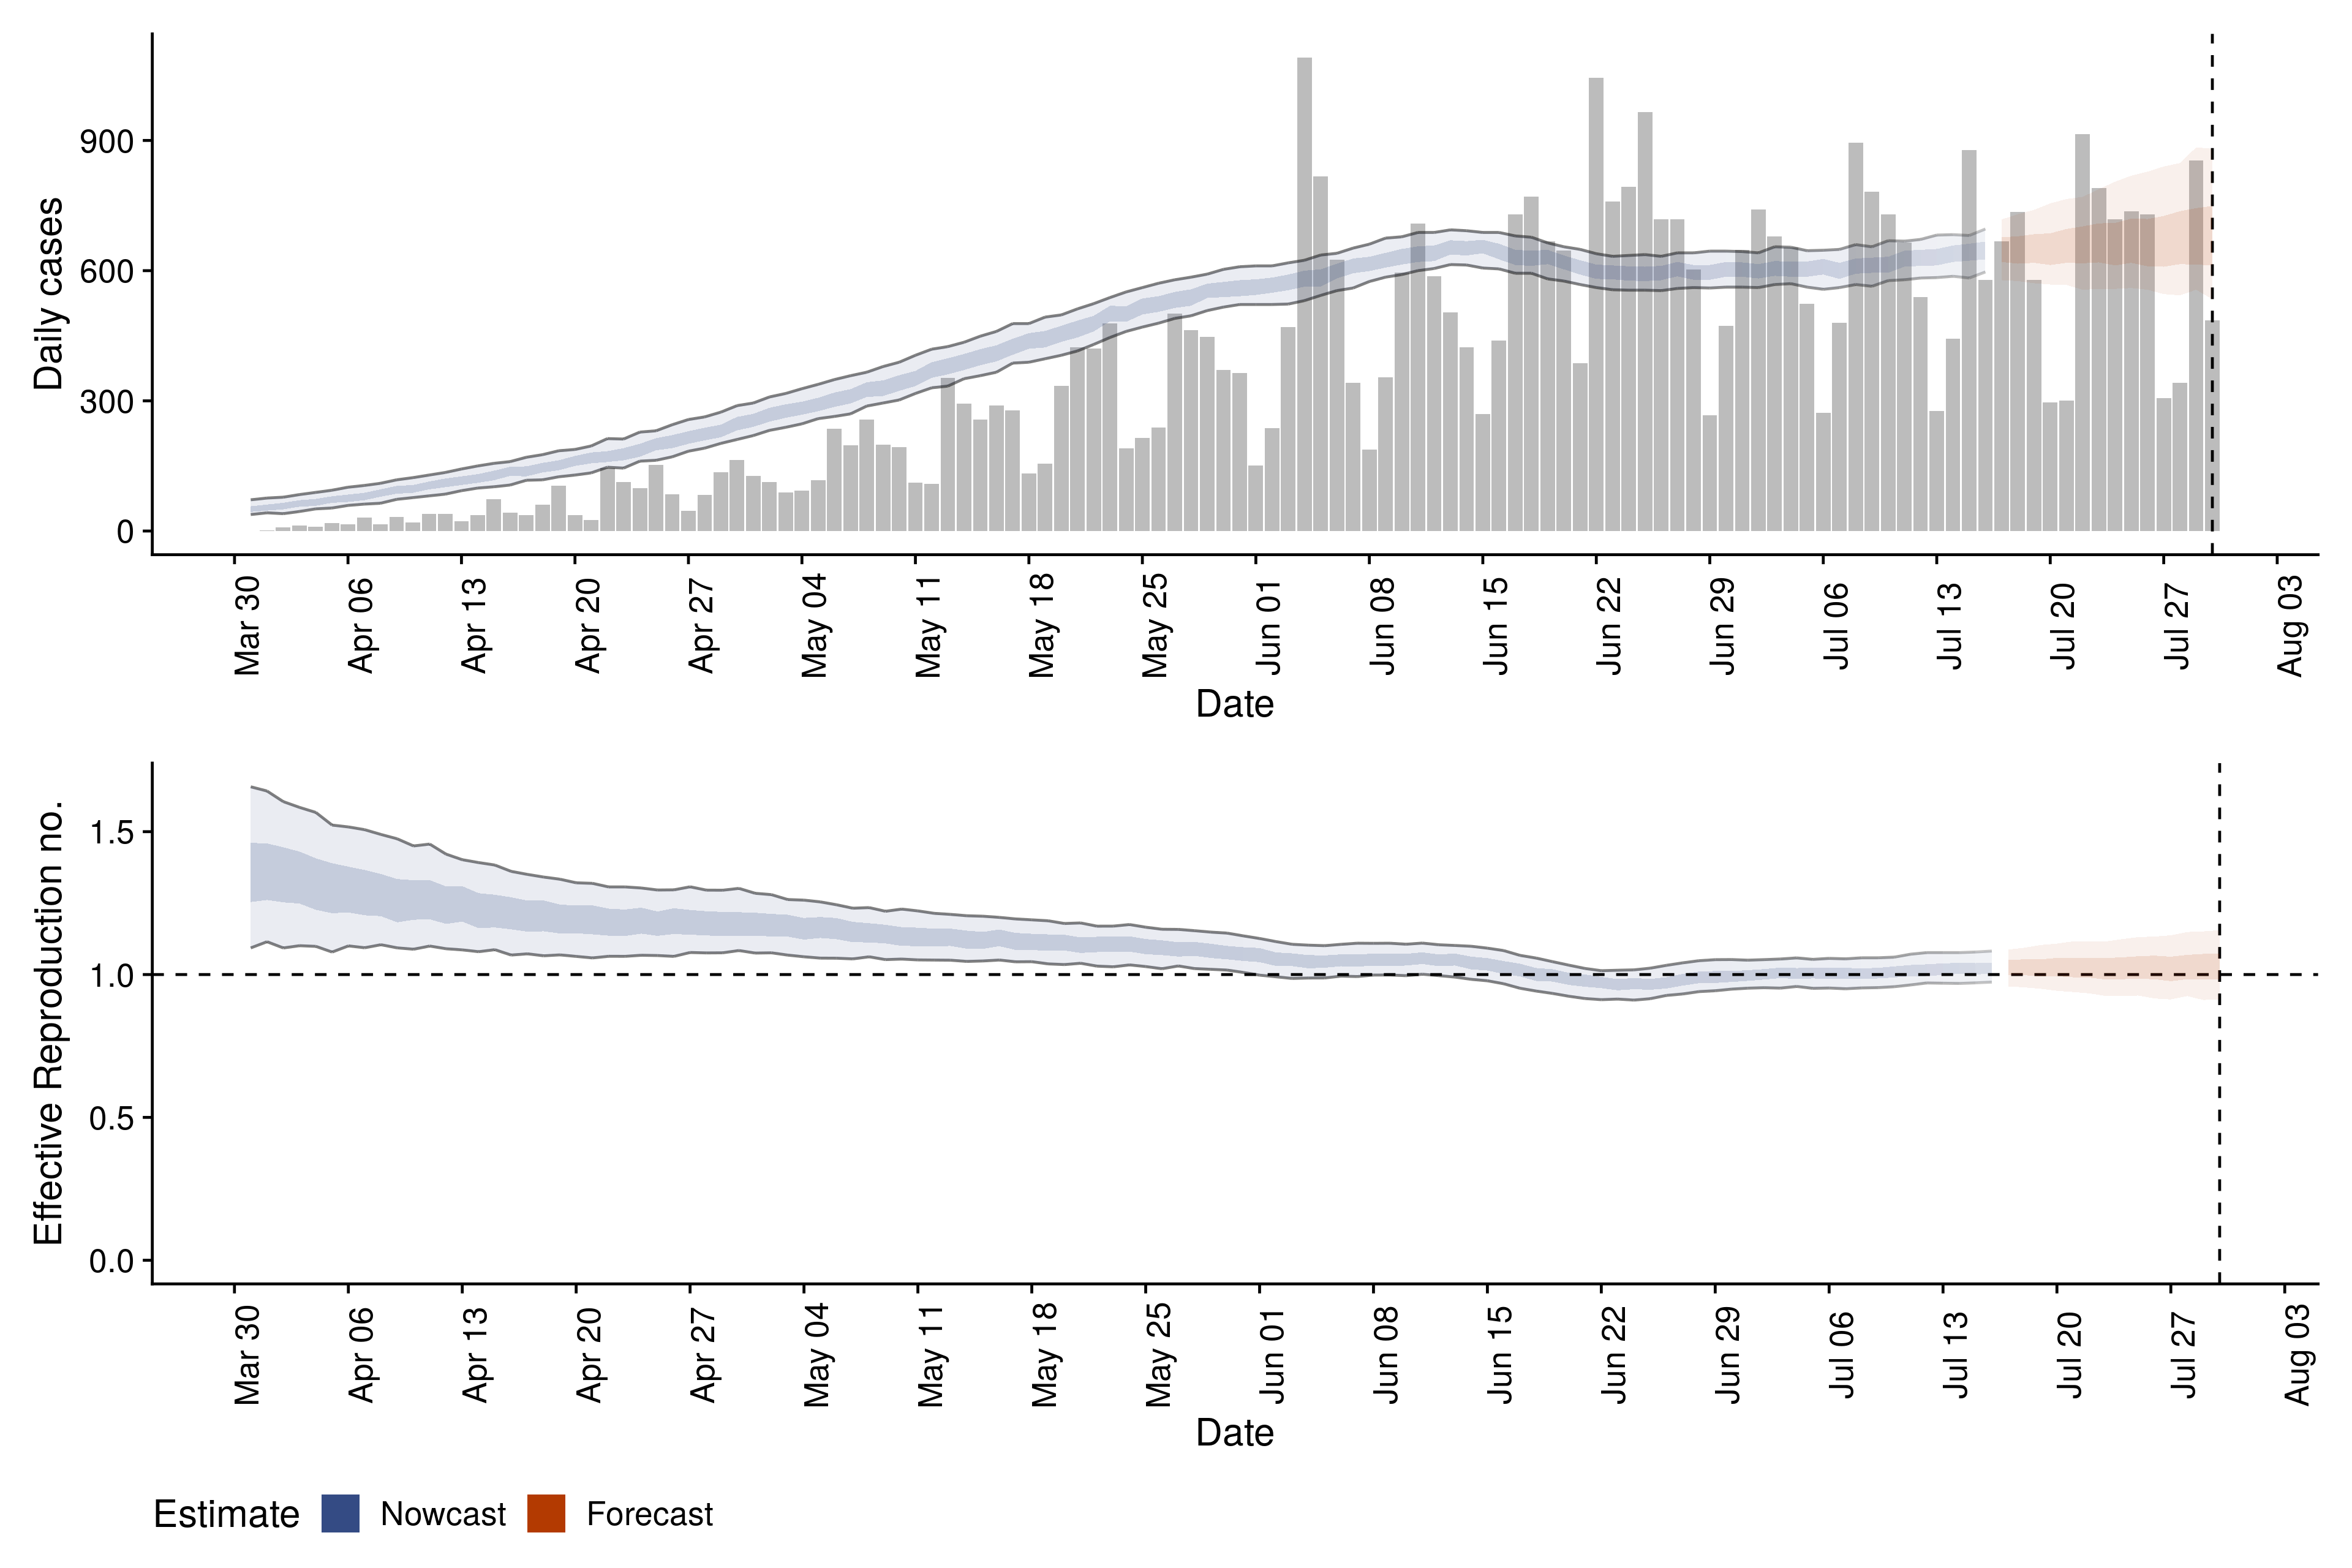 Daily cases
900
600
300
0
Mar 30
Apr 06
Apr 13
Apr 20
Apr 27
May 04
May 11
May 18
May 25
Jun 01
Jun 08
Jun 15
Jun 22
Jun 29
Jul 06
Jul 13
Jul 20
Jul 27
Aug 03
Date
Effective Reproduction no.
1.5
1.0
0.5
0.0
Mar 30
Apr 06
Apr 13
Apr 20
Apr 27
May 04
May 11
May 18
May 25
Jun 01
Jun 08
Jun 15
Jun 22
Jun 29
Jul 06
Jul 13
Jul 20
Jul 27
Aug 03
Date
Estimate Nowcast Forecast